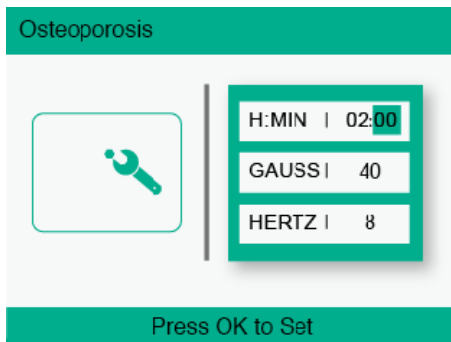 Osteoporosis
H:MIN | 02:00
GAUSS | 40
HERTZ | 8
Press OK to Set